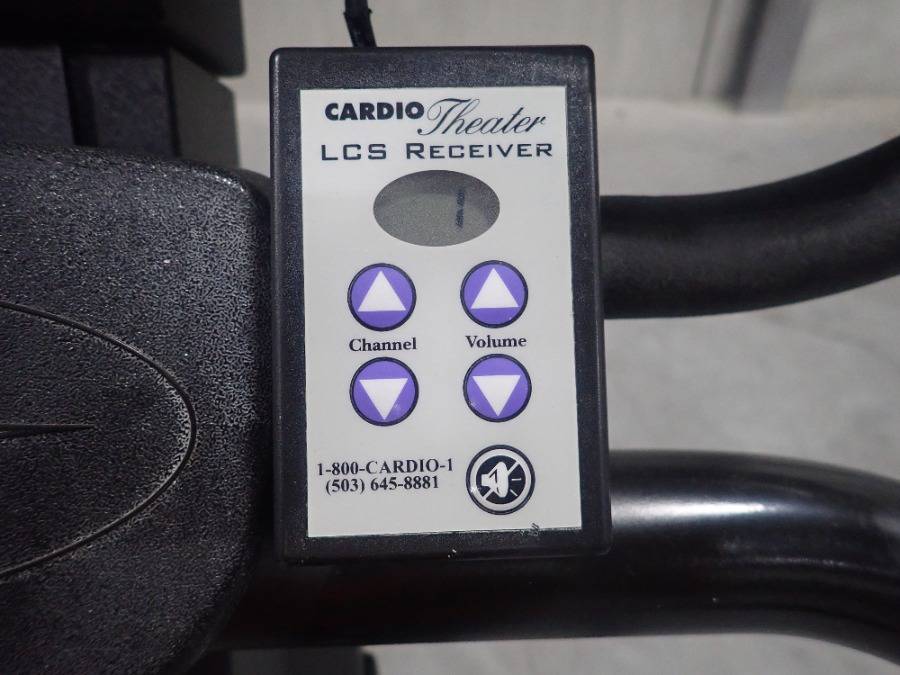 CARDIO Theater
LCS RECEIVER
Channel Volume
1-800-CARDIO-1
(503) 645-8881